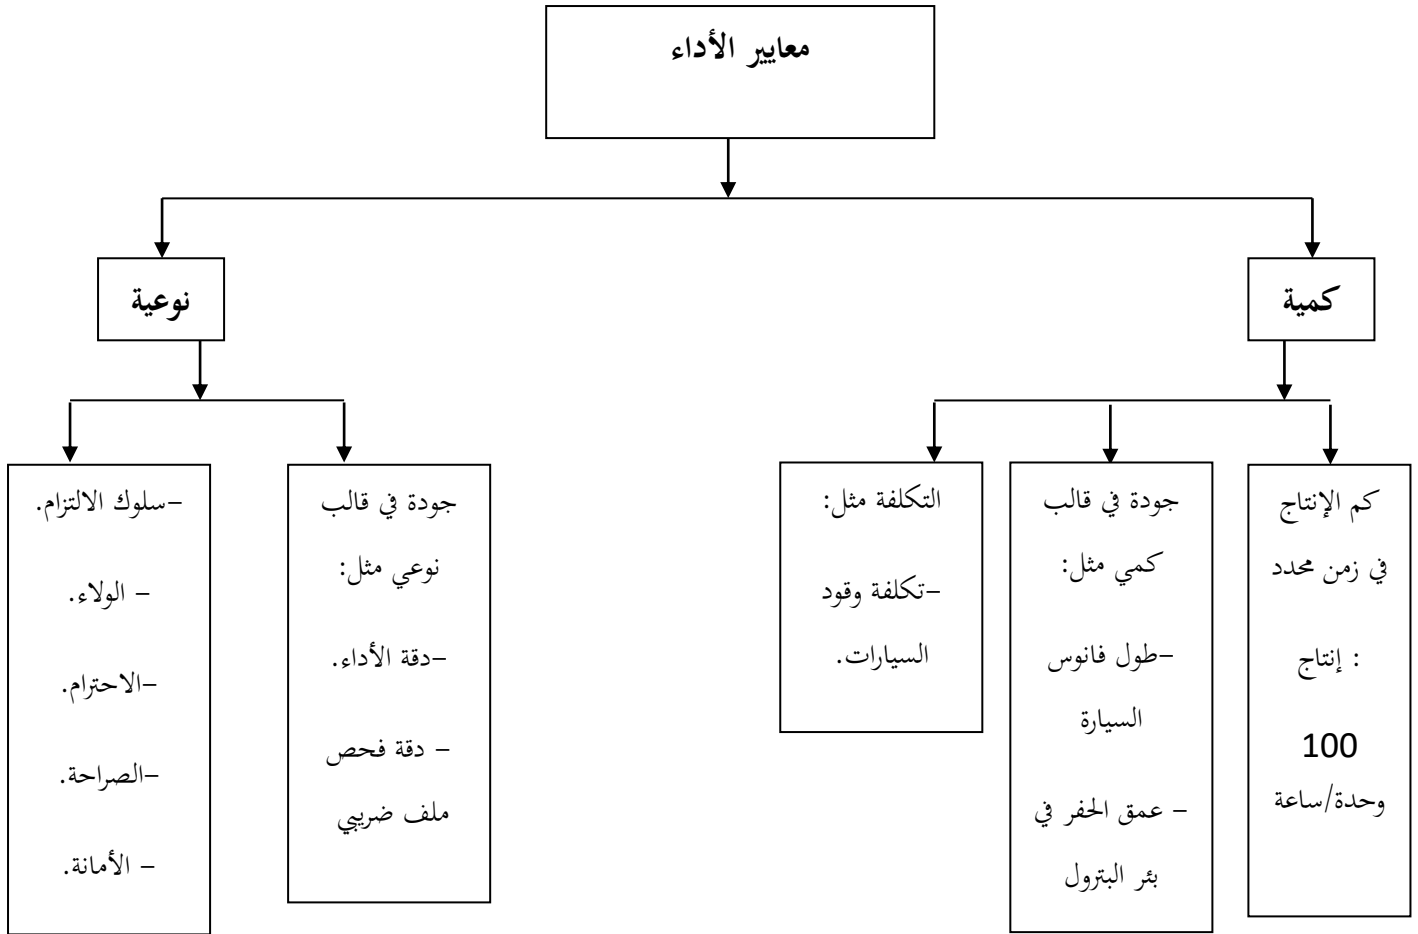 معايير الأداء
كمية
نوعية
كم الإنتاج
في زمن محدد
: إنتاج
100
وحدة/ساعة
جودة في قالب
كمي مثل:
–طول فانوس
السيارة
– عمق الحفر في
بئر البترول
التكلفة مثل:
–تكلفة وقود
السيارات.
جودة في قالب
نوعي مثل:
–دقة الأداء.
– دقة فحص
ملف ضريبي
–سلوك الالتزام.
– الولاء.
–الاحترام.
–الصراحة.
– الأمانة.